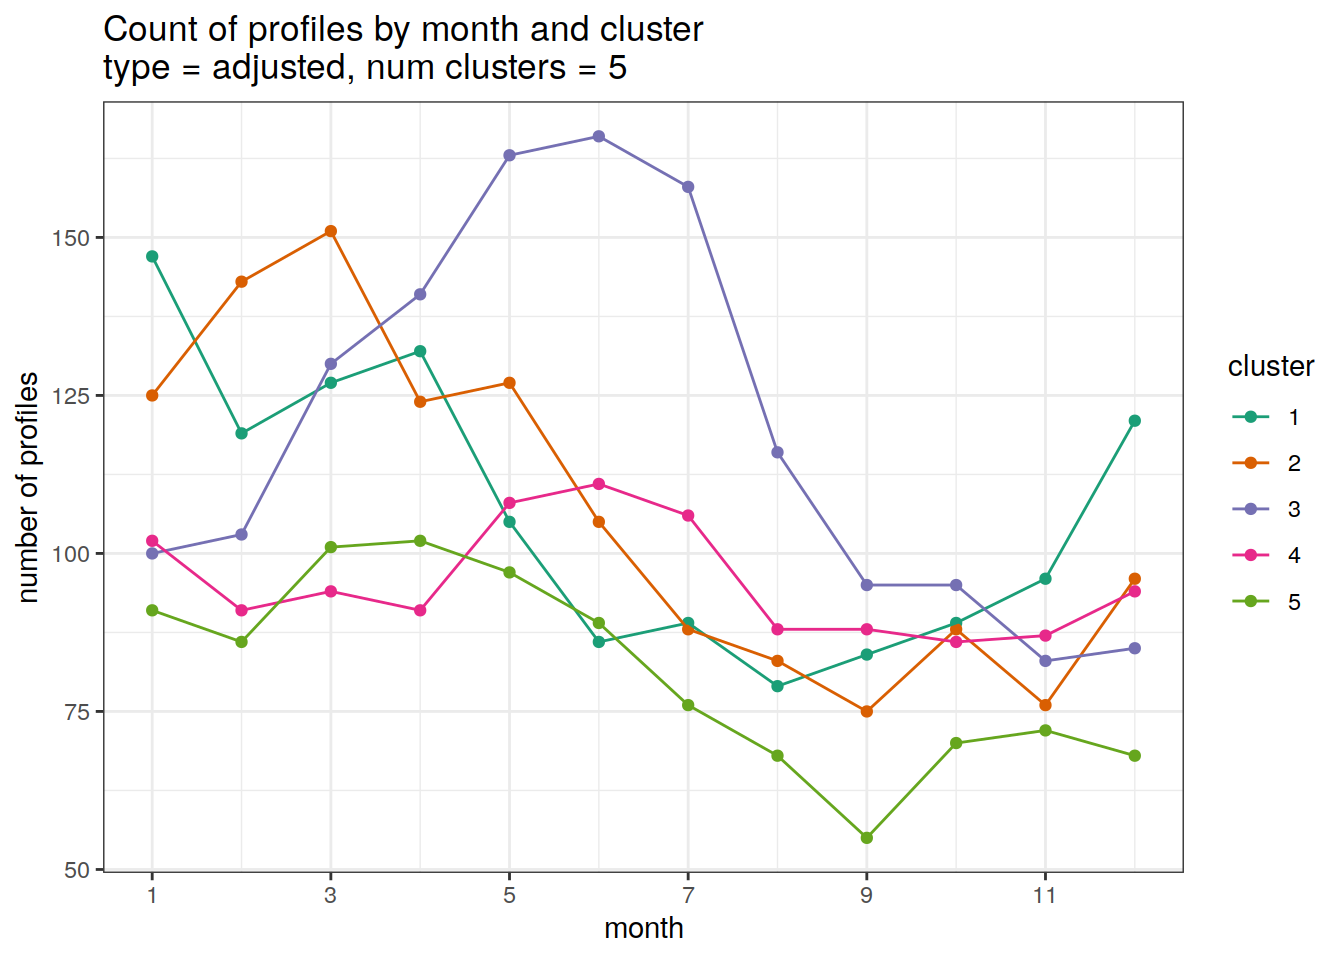 Count of profiles by month and cluster
type = adjusted, num clusters = 5
number of profiles
150
125
100
75
50
1 3 5 7 9 11
month
cluster
1
2
3
4
5